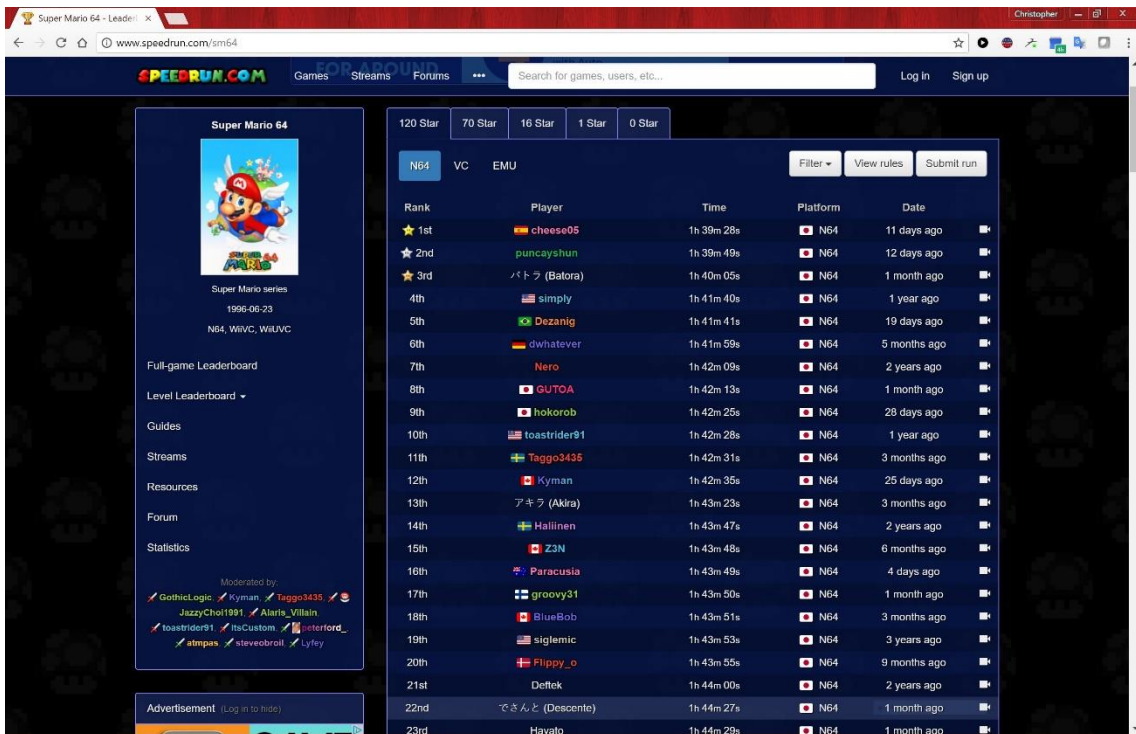 Super Mario 64 - Leader
Christopher
www.speedrun.com/sm64
FOR AROUND
SPEEDRUN.COM Games Streams Forums ••• Search for games, users, etc... Log in Sign up
Super Mario 64
SUPER MARIO 64
Super Mario series
1996-06-23
N64, WiiVC, WiiUVC
Full-game Leaderboard
Level Leaderboard
Guides
Streams
Resources
Forum
Statistics
Moderated by:
GothicLogic, Kyman, Taggo3435,
JazzyChoi1991, Alaris_Villain,
toastrider91, ItsCustom, peterford_,
atmpas, steveobroil, Lyfey
Advertisement (Log in to hide)
120 Star 70 Star 16 Star 1 Star 0 Star
N64 VC EMU Filter View rules Submit run
Rank Player Time Platform Date
1st cheese05 1h 39m 28s N64 11 days ago
2nd puncayshun 1h 39m 49s N64 12 days ago
3rd バトラ (Batora) 1h 40m 05s N64 1 month ago
4th simply 1h 41m 40s N64 1 year ago
5th Dezanig 1h 41m 41s N64 19 days ago
6th dwhatever 1h 41m 59s N64 5 months ago
7th Nero 1h 42m 09s N64 2 years ago
8th GUTOA 1h 42m 13s N64 1 month ago
9th hokorob 1h 42m 25s N64 28 days ago
10th toastrider91 1h 42m 28s N64 1 year ago
11th Taggo3435 1h 42m 31s N64 3 months ago
12th Kyman 1h 42m 35s N64 25 days ago
13th アキラ (Akira) 1h 43m 23s N64 3 months ago
14th Haliinen 1h 43m 47s N64 2 years ago
15th Z3N 1h 43m 48s N64 6 months ago
16th Paracusia 1h 43m 49s N64 4 days ago
17th groovy31 1h 43m 50s N64 1 month ago
18th BlueBob 1h 43m 51s N64 3 months ago
19th siglemic 1h 43m 53s N64 3 years ago
20th Flippy_o 1h 43m 55s N64 9 months ago
21st Deftek 1h 44m 00s N64 2 years ago
22nd でさんと (Descente) 1h 44m 27s N64 1 month ago
23rd Hayato 1h 44m 29s N64 1 month ago